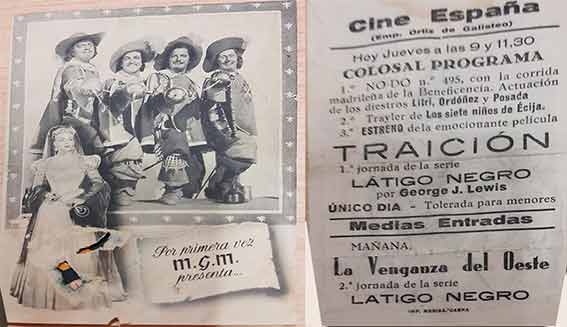 Por primera vez
M.G.M.
presenta...
Cine España
(Emp. Ortiz de Galisteo)
Hoy Jueves a las 9 y 11,30
COLOSAL PROGRAMA
1.º NO-DO n.º 495, con la corrida
madrileña de la Beneficencia. Actuación
de los diestros Litri, Ordóñez y Posada
2.º Trayler de Los siete niños de Écija.
3.º ESTRENO de la emocionante película
TRAICIÓN
1.ª jornada de la serie
LÁTIGO NEGRO
por George J. Lewis
ÚNICO DIA - Tolerada para menores
Medias Entradas
MAÑANA.
La Venganza del Oeste
2.ª jornada de la serie
LATIGO NEGRO